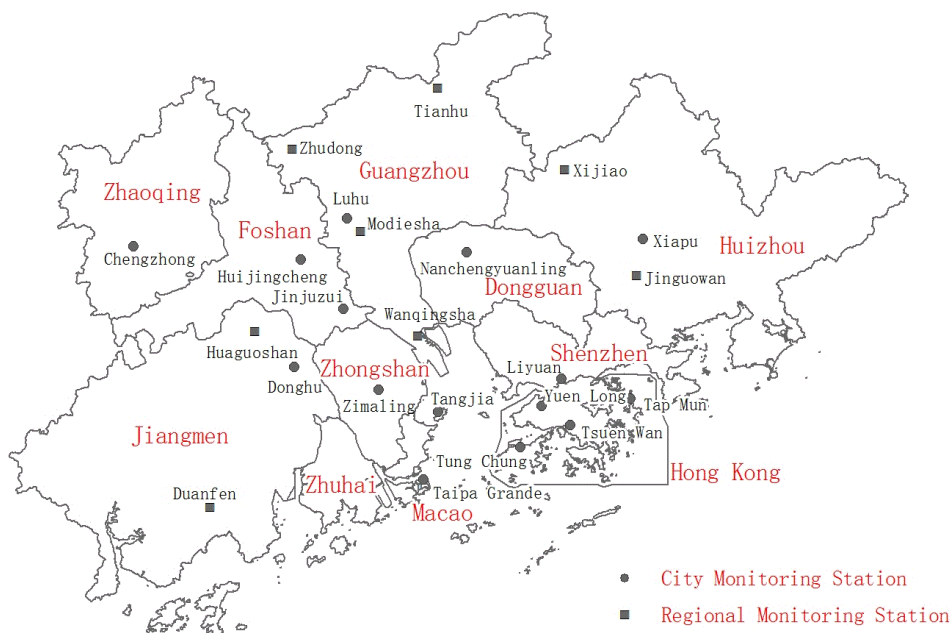 Tianhu
Zhudong
Guangzhou
Xijiao
Zhaoqing
Luhu
Modiesha
Foshan
Xiapu
Huizhou
Chengzhong
Huijingcheng
Nanchengyuanling
Jinguowan
Dongguan
Jinjuzui
Wanqingsha
Huaguoshan
Shenzhen
Zhongshan
Liyuan
Donghu
Zimaling
Tangjia
Yuen Long
Tap Mun
Jiangmen
Tsuen Wan
Tung Chung
Hong Kong
Zhuhai
Duanfen
Taipa Grande
Macao
City Monitoring Station
Regional Monitoring Station